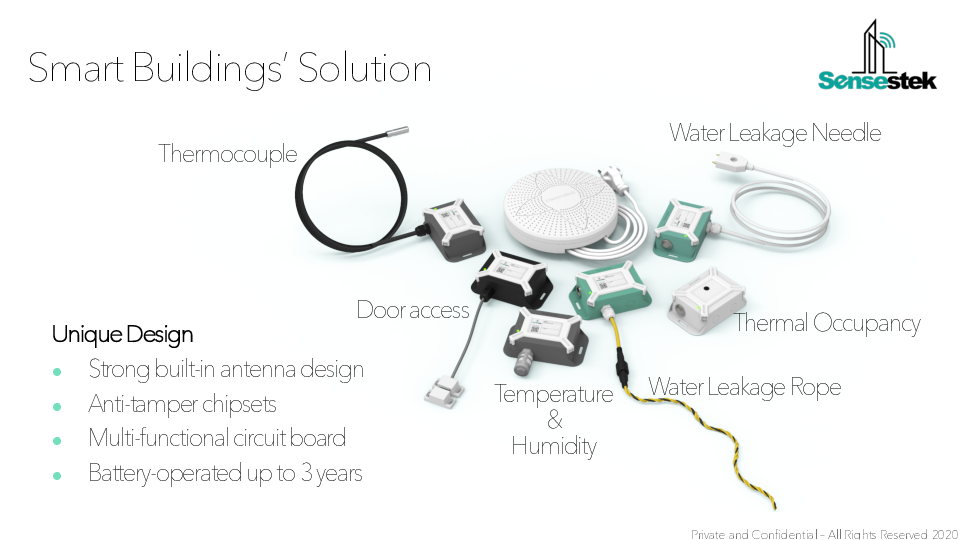 Smart Buildings' Solution
Sensestek
Water Leakage Needle
Thermocouple
Door access
Thermal Occupancy
Unique Design
Strong built-in antenna design
Anti-tamper chipsets
Multi-functional circuit board
Battery-operated up to 3 years
Temperature
&
Humidity
Water Leakage Rope
Private and Confidential – All Rights Reserved 2020